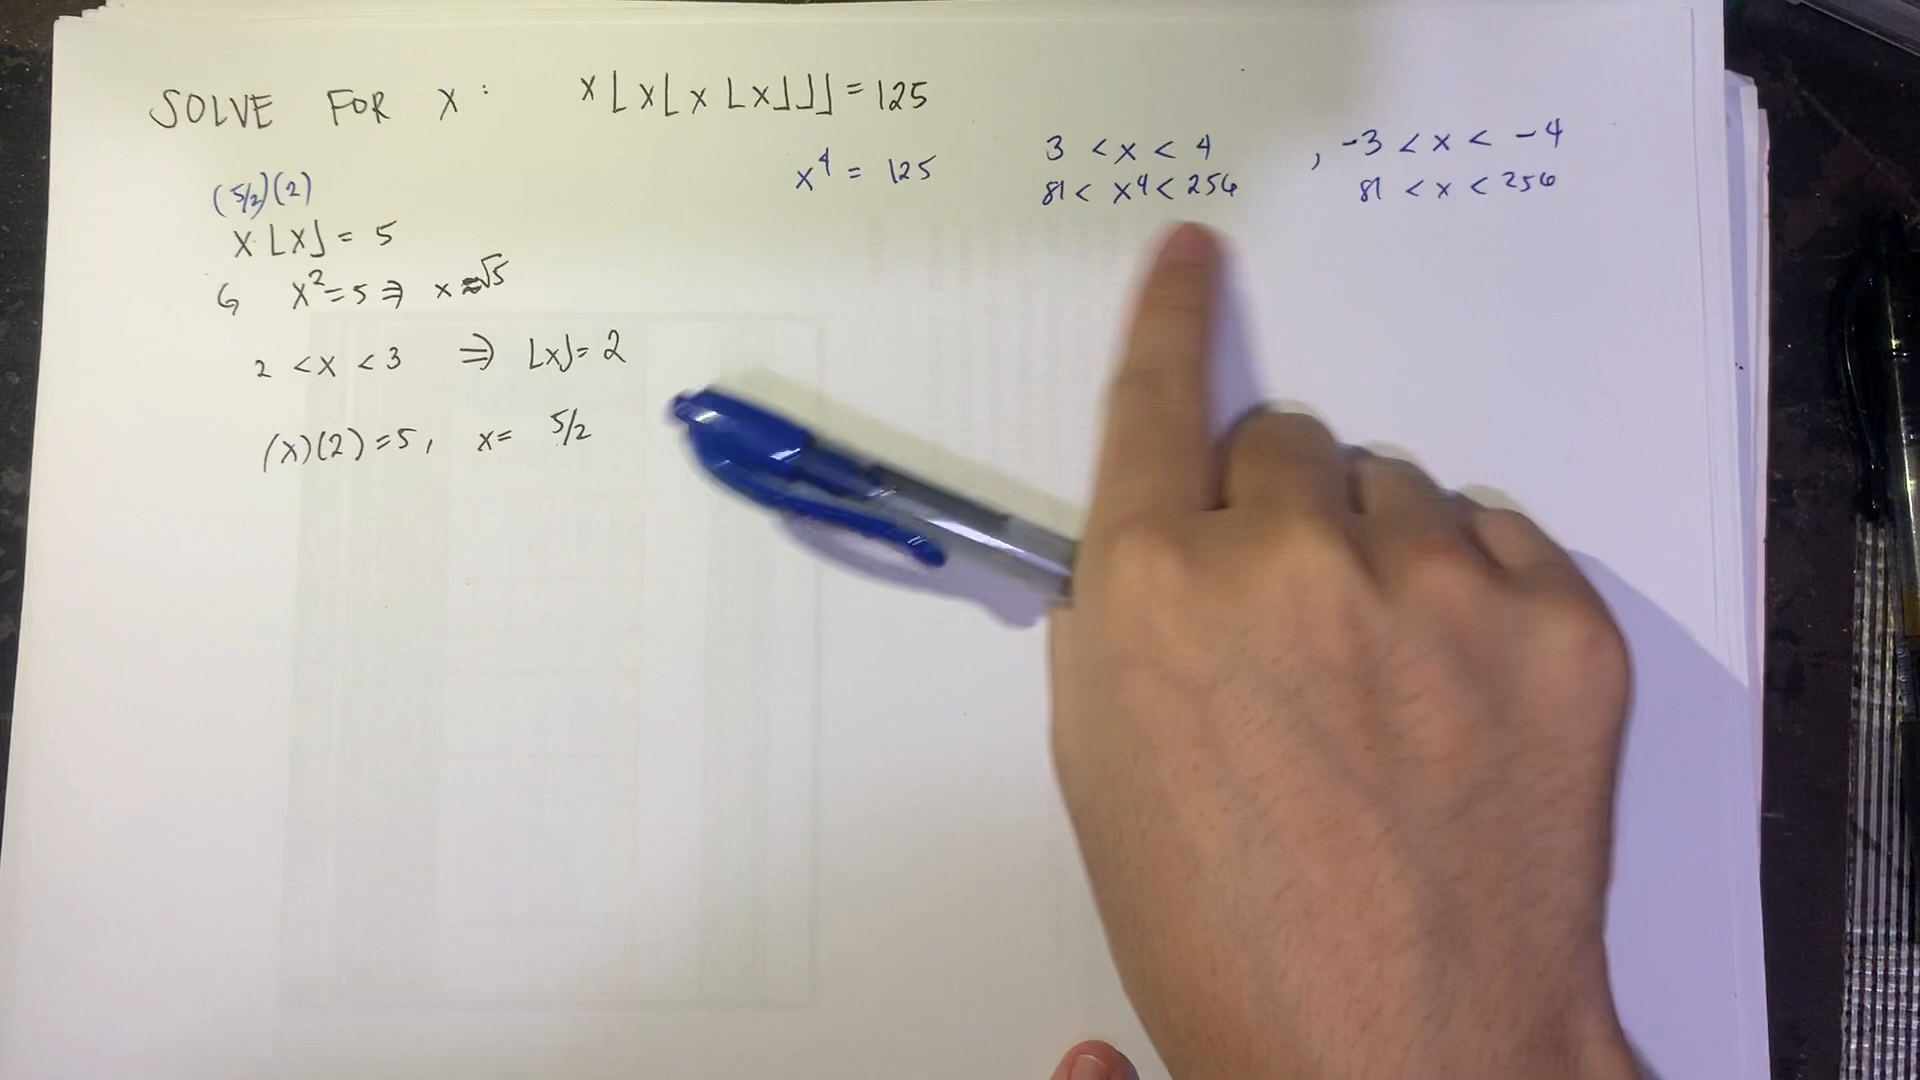 SOLVE FOR X : X⌊X⌊X⌊X⌋⌋⌋ = 125
x⁴ = 125
3 < x < 4 , -3 < x < -4
81 < x⁴ < 256 81 < x < 256
(5/2)(2)
X⌊X⌋ = 5
↳ X² = 5 ⇒ x ≈ √5
2 < X < 3 ⇒ ⌊x⌋ = 2
(x)(2) = 5, x = 5/2